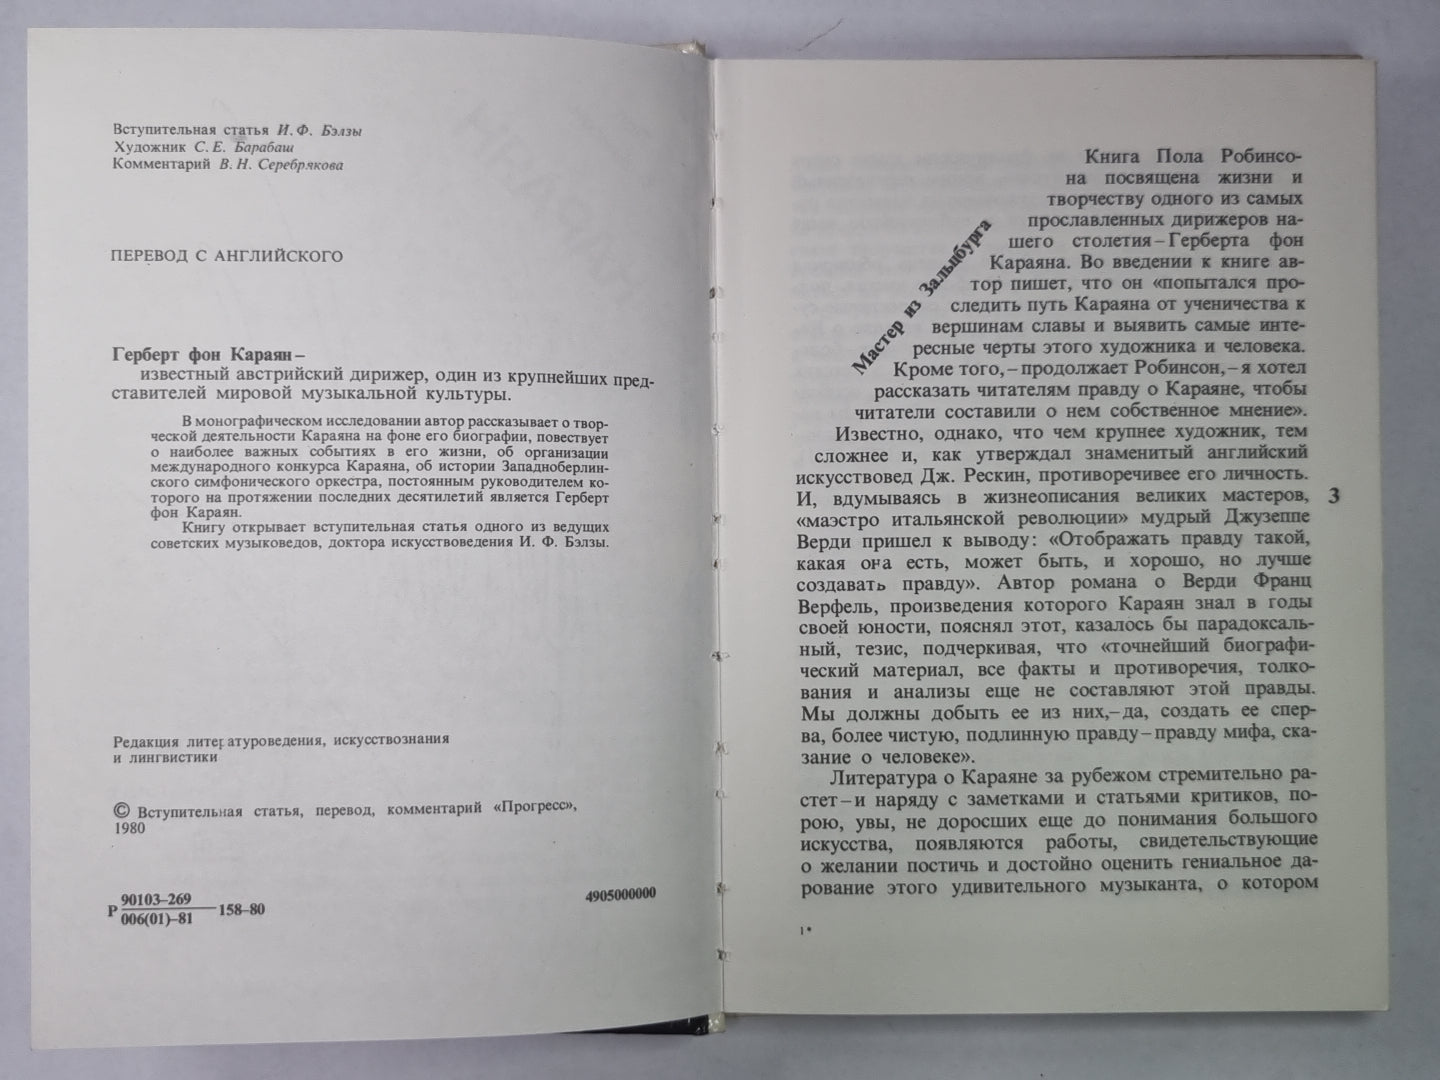 Вступительная статья И. Ф. Бэлзы
Художник С. Е. Барабаш
Комментарий В. Н. Серебрякова
ПЕРЕВОД С АНГЛИЙСКОГО
Герберт фон Караян–
известный австрийский дирижер, один из крупнейших пред-
ставителей мировой музыкальной культуры.
В монографическом исследовании автор рассказывает о твор-
ческой деятельности Караяна на фоне его биографии, повествует
о наиболее важных событиях в его жизни, об организации
международного конкурса Караяна, об истории Западноберлин-
ского симфонического оркестра, постоянным руководителем ко-
торого на протяжении последних десятилетий является Герберт
фон Караян.
Книгу открывает вступительная статья одного из ведущих
советских музыковедов, доктора искусствоведения И. Ф. Бэлзы.
Редакция литературоведения, искусствознания
и лингвистики
© Вступительная статья, перевод, комментарий «Прогресс»,
1980
Р 90103–269 158–80
006(01)–81
4905000000
Мастер из Зальцбурга
Книга Пола Робинсо-
на посвящена жизни и
творчеству одного из самых
прославленных дирижеров на-
шего столетия–Герберта фон
Караяна. Во введении к книге ав-
тор пишет, что он «попытался про-
следить путь Караяна от ученичества к
вершинам славы и выявить самые инте-
ресные черты этого художника и человека.
Кроме того,–продолжает Робинсон,–я хотел
рассказать читателям правду о Караяне, чтобы
читатели составили о нем собственное мнение».
Известно, однако, что чем крупнее художник, тем
сложнее и, как утверждал знаменитый английский
искусствовед Дж. Рескин, противоречивее его личность.
И, вдумываясь в жизнеописания великих мастеров,
«маэстро итальянской революции» мудрый Джузеппе
Верди пришел к выводу: «Отображать правду такой,
какая она есть, может быть, и хорошо, но лучше
создавать правду». Автор романа о Верди Франц
Верфель, произведения которого Караян знал в годы
своей юности, пояснял этот, казалось бы парадоксаль-
ный, тезис, подчеркивая, что «точнейший биографи-
ческий материал, все факты и противоречия, толко-
вания и анализы еще не составляют этой правды.
Мы должны добыть ее из них,–да, создать ее спер-
ва, более чистую, подлинную правду–правду мифа, ска-
зание о человеке».
Литература о Караяне за рубежом стремительно ра-
стет–и наряду с заметками и статьями критиков, по-
рою, увы, не доросших еще до понимания большого
искусства, появляются работы, свидетельствующие
о желании постичь и достойно оценить гениальное да-
рование этого удивительного музыканта, о котором
3
1*